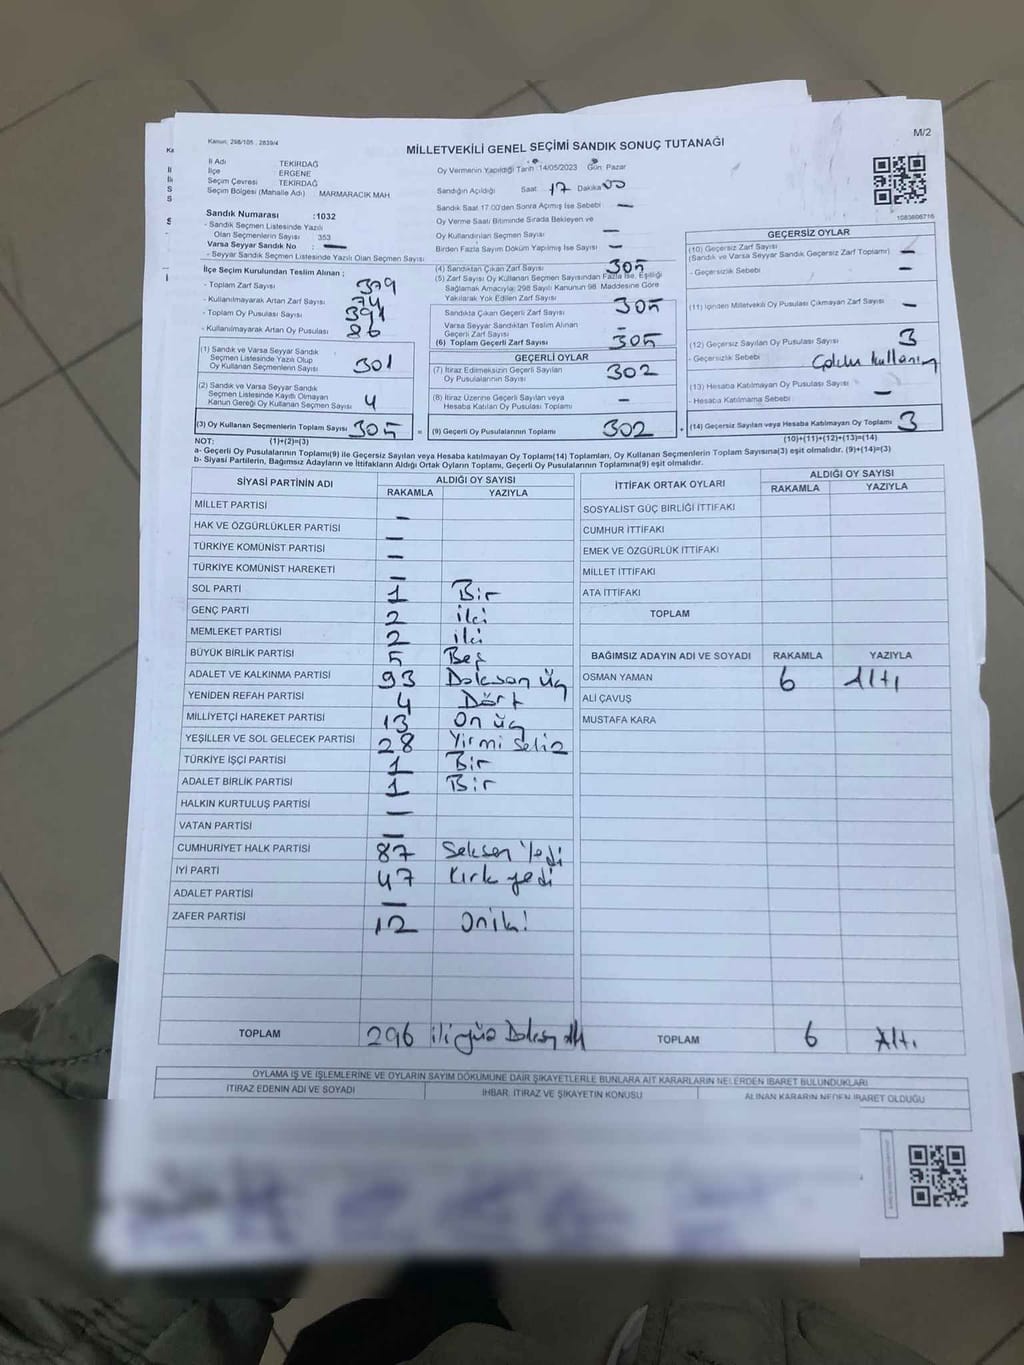 Kanun: 298/105 , 2839/4
M/2
MİLLETVEKİLİ GENEL SEÇİMİ SANDIK SONUÇ TUTANAĞI
İl Adı : TEKİRDAĞ
İlçe : ERGENE
Seçim Çevresi : TEKİRDAĞ
Seçim Bölgesi (Mahalle Adı) : MARMARACIK MAH
Sandık Numarası :1032
- Sandık Seçmen Listesinde Yazılı
Olan Seçmenlerin Sayısı : 353
Varsa Seyyar Sandık No : —
- Seyyar Sandık Seçmen Listesinde Yazılı Olan Seçmen Sayısı
İlçe Seçim Kurulundan Teslim Alınan ;
- Toplam Zarf Sayısı : 379
- Kullanılmayarak Artan Zarf Sayısı : 74
- Toplam Oy Pusulası Sayısı : 391
- Kullanılmayarak Artan Oy Pusulası : 86
(1) Sandık ve Varsa Seyyar Sandık
Seçmen Listesinde Yazılı Olup
Oy Kullanan Seçmenlerin Sayısı 301
(2) Sandık ve Varsa Seyyar Sandık
Seçmen Listesinde Kayıtlı Olmayan
Kanun Gereği Oy Kullanan Seçmen Sayısı 4
(3) Oy Kullanan Seçmenlerin Toplam Sayısı 305
Oy Vermenin Yapıldığı Tarih : 14/05/2023 Gün: Pazar
Sandığın Açıldığı Saat 17 Dakika 00
Sandık Saat 17.00'den Sonra Açılmış İse Sebebi —
Oy Verme Saati Bitiminde Sırada Bekleyen ve
Oy Kullandırılan Seçmen Sayısı —
Birden Fazla Sayım Döküm Yapılmış İse Sayısı —
(4) Sandıktan Çıkan Zarf Sayısı 305
(5) Zarf Sayısı Oy Kullanan Seçmen Sayısından Fazla İse, Eşitliği
Sağlamak Amacıyla; 298 Sayılı Kanunun 98. Maddesine Göre
Yakılarak Yok Edilen Zarf Sayısı
Sandıkta Çıkan Geçerli Zarf Sayısı 305
Varsa Seyyar Sandıktan Teslim Alınan
Geçerli Zarf Sayısı —
(6) Toplam Geçerli Zarf Sayısı 305
GEÇERLİ OYLAR
(7) İtiraz Edilmeksizin Geçerli Sayılan
Oy Pusulalarının Sayısı 302
(8) İtiraz Üzerine Geçerli Sayılan veya
Hesaba Katılan Oy Pusulaları Toplamı —
= (9) Geçerli Oy Pusulalarının Toplamı 302
1083606716
GEÇERSİZ OYLAR
(10) Geçersiz Zarf Sayısı
(Sandık ve Varsa Seyyar Sandık Geçersiz Zarf Toplamı) —
- Geçersizlik Sebebi : —
(11) İçinden Milletvekili Oy Pusulası Çıkmayan Zarf Sayısı —
(12) Geçersiz Sayılan Oy Pusulası Sayısı 3
- Geçersizlik Sebebi :
(13) Hesaba Katılmayan Oy Pusulası Sayısı
- Hesaba Katılmama Sebebi : —
+ (14) Geçersiz Sayılan veya Hesaba Katılmayan Oy Toplamı 3
NOT: (1)+(2)=(3) (10)+(11)+(12)+(13)=(14)
a- Geçerli Oy Pusulalarının Toplamı(9) ile Geçersiz Sayılan veya Hesaba katılmayan Oy Toplam(14) Toplamları, Oy Kullanan Seçmenlerin Toplam Sayısına(3) eşit olmalıdır. (9)+(14)=(3)
b- Siyasi Partilerin, Bağımsız Adayların ve İttifakların Aldığı Ortak Oyların Toplamı, Geçerli Oy Pusulalarının Toplamına(9) eşit olmalıdır.
SİYASİ PARTİNİN ADI ALDIĞI OY SAYISI
RAKAMLA YAZIYLA
MİLLET PARTİSİ —
HAK VE ÖZGÜRLÜKLER PARTİSİ —
TÜRKİYE KOMÜNİST PARTİSİ —
TÜRKİYE KOMÜNİST HAREKETİ —
SOL PARTİ 1 Bir
GENÇ PARTİ 2 iki
MEMLEKET PARTİSİ 2 iki
BÜYÜK BİRLİK PARTİSİ 5 Beş
ADALET VE KALKINMA PARTİSİ 93 Doksan üç
YENİDEN REFAH PARTİSİ 4 Dört
MİLLİYETÇİ HAREKET PARTİSİ 13 On üç
YEŞİLLER VE SOL GELECEK PARTİSİ 28 Yirmi sekiz
TÜRKİYE İŞÇİ PARTİSİ 1 Bir
ADALET BİRLİK PARTİSİ 1 Bir
HALKIN KURTULUŞ PARTİSİ —
VATAN PARTİSİ —
CUMHURİYET HALK PARTİSİ 87 Seksen Yedi
İYİ PARTİ 47 Kırk yedi
ADALET PARTİSİ —
ZAFER PARTİSİ 12 Oniki
TOPLAM 296 ikiyüz Doksan Altı
İTTİFAK ORTAK OYLARI ALDIĞI OY SAYISI
RAKAMLA YAZIYLA
SOSYALİST GÜÇ BİRLİĞİ İTTİFAKI
CUMHUR İTTİFAKI
EMEK VE ÖZGÜRLÜK İTTİFAKI
MİLLET İTTİFAKI
ATA İTTİFAKI
TOPLAM
BAĞIMSIZ ADAYIN ADI VE SOYADI RAKAMLA YAZIYLA
OSMAN YAMAN 6 Altı
ALİ ÇAVUŞ
MUSTAFA KARA
TOPLAM 6 Altı
OYLAMA İŞ VE İŞLEMLERİNE VE OYLARIN SAYIM DÖKÜMÜNE DAİR ŞİKAYETLERLE BUNLARA AİT KARARLARIN NELERDEN İBARET BULUNDUKLARI
İTİRAZ EDENİN ADI VE SOYADI İHBAR, İTİRAZ VE ŞİKAYETİN KONUSU ALINAN KARARIN NEDEN İBARET OLDUĞU